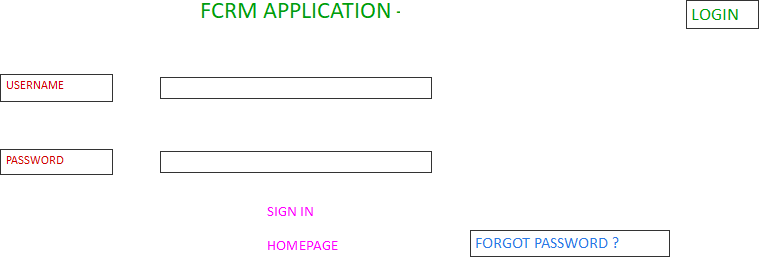 FCRM APPLICATION -
LOGIN
USERNAME
PASSWORD
SIGN IN
HOMEPAGE
FORGOT PASSWORD ?